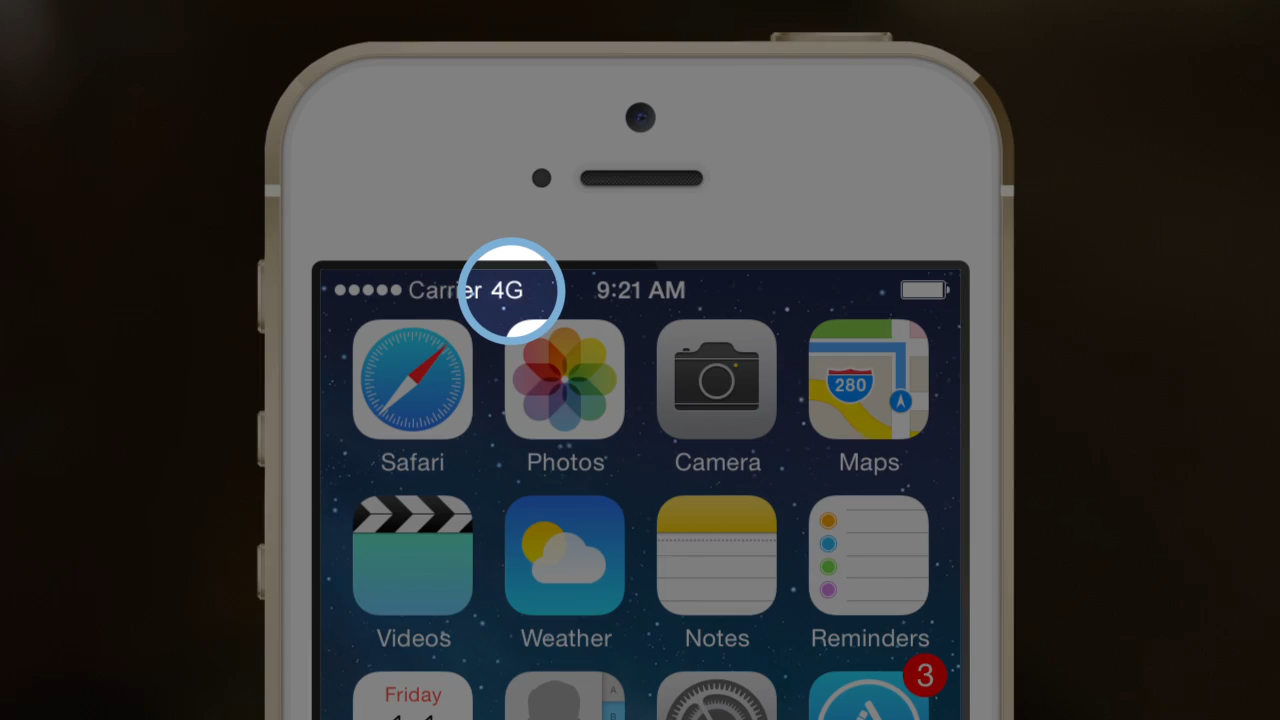 Carrier 4G 9:21 AM
280
Safari Photos Camera Maps
Videos Weather Notes Reminders
3
Friday
A